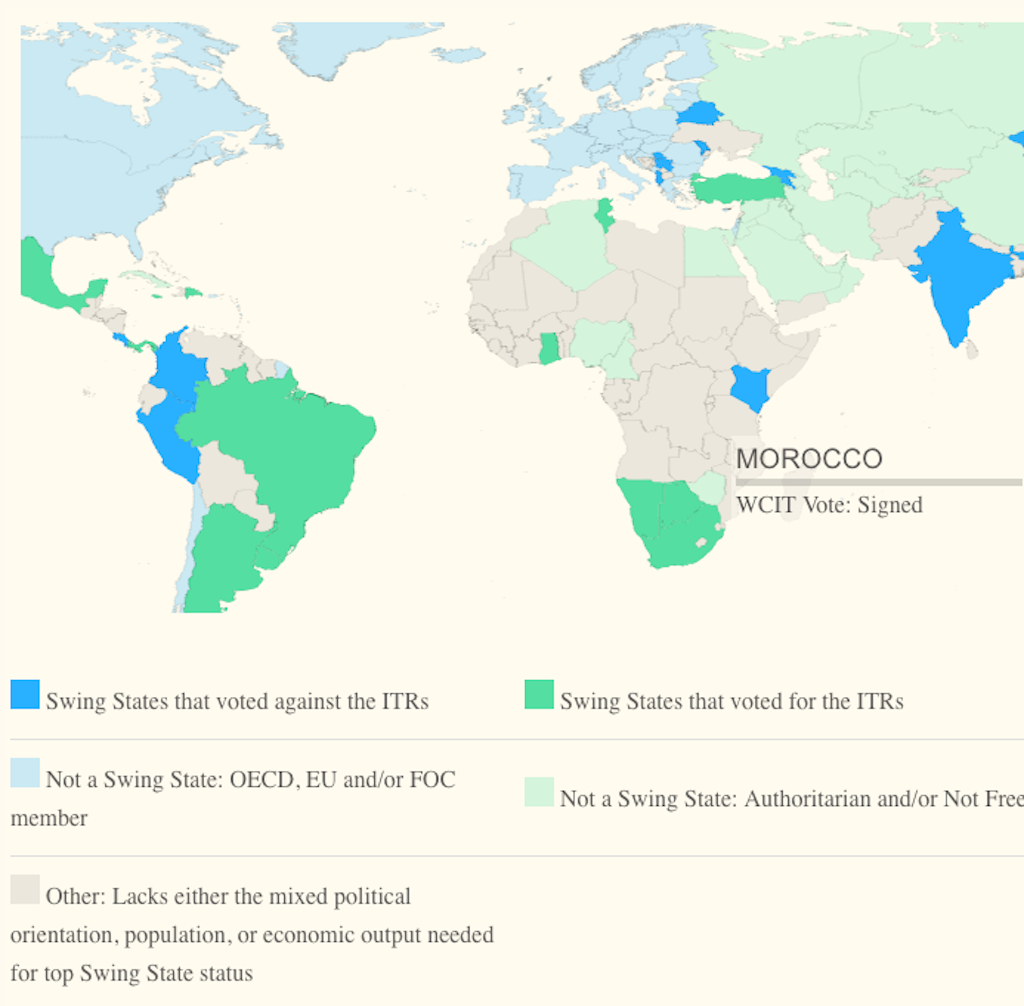 MOROCCO
WCIT Vote: Signed
Swing States that voted against the ITRs
Swing States that voted for the ITRs
Not a Swing State: OECD, EU and/or FOC
member
Not a Swing State: Authoritarian and/or Not Free
Other: Lacks either the mixed political
orientation, population, or economic output needed
for top Swing State status